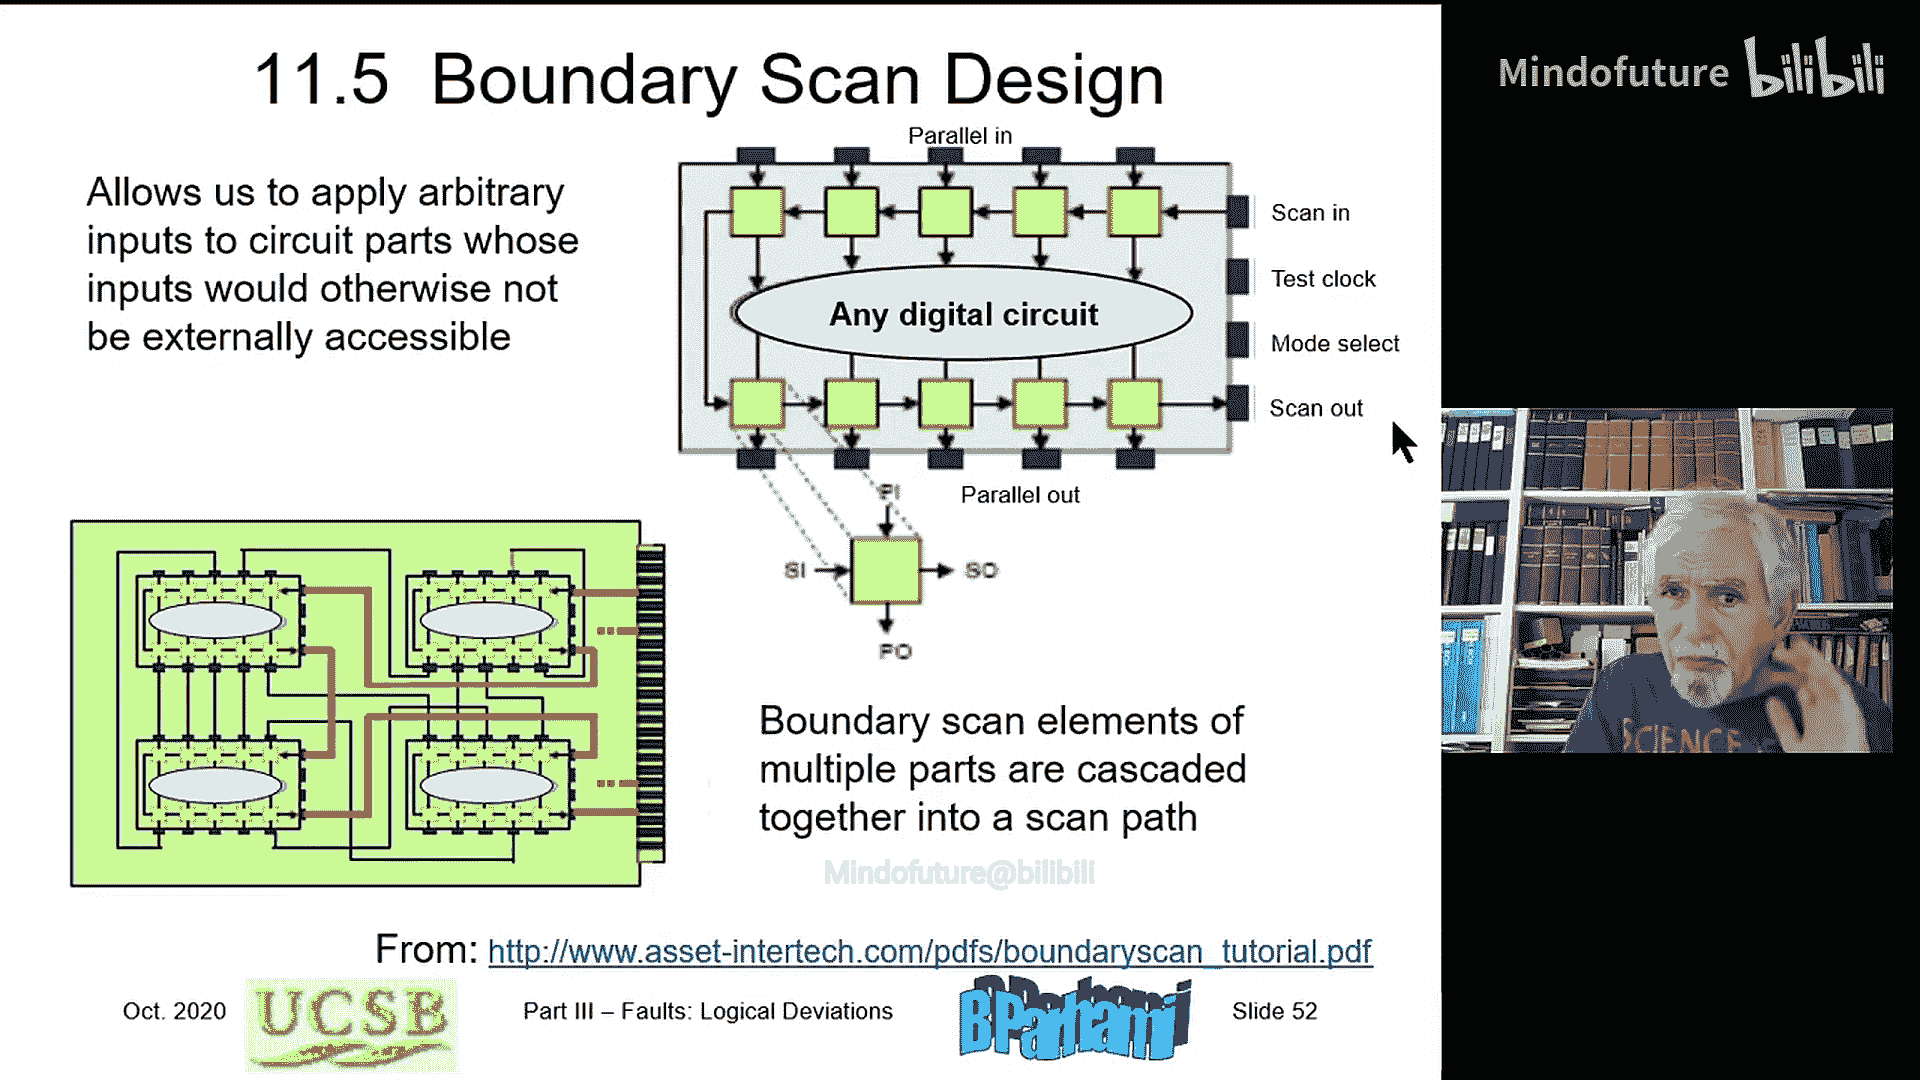 11.5 Boundary Scan Design
Mindofuture bilibili
Allows us to apply arbitrary
inputs to circuit parts whose
inputs would otherwise not
be externally accessible
Parallel in
Scan in
Test clock
Mode select
Scan out
Any digital circuit
Parallel out
PI
SI
SO
PO
Boundary scan elements of
multiple parts are cascaded
together into a scan path
Mindofuture@bilibili
From: http://www.asset-intertech.com/pdfs/boundaryscan_tutorial.pdf
Oct. 2020
UCSB
Part III – Faults: Logical Deviations
BParhami
Slide 52
SCIENCE